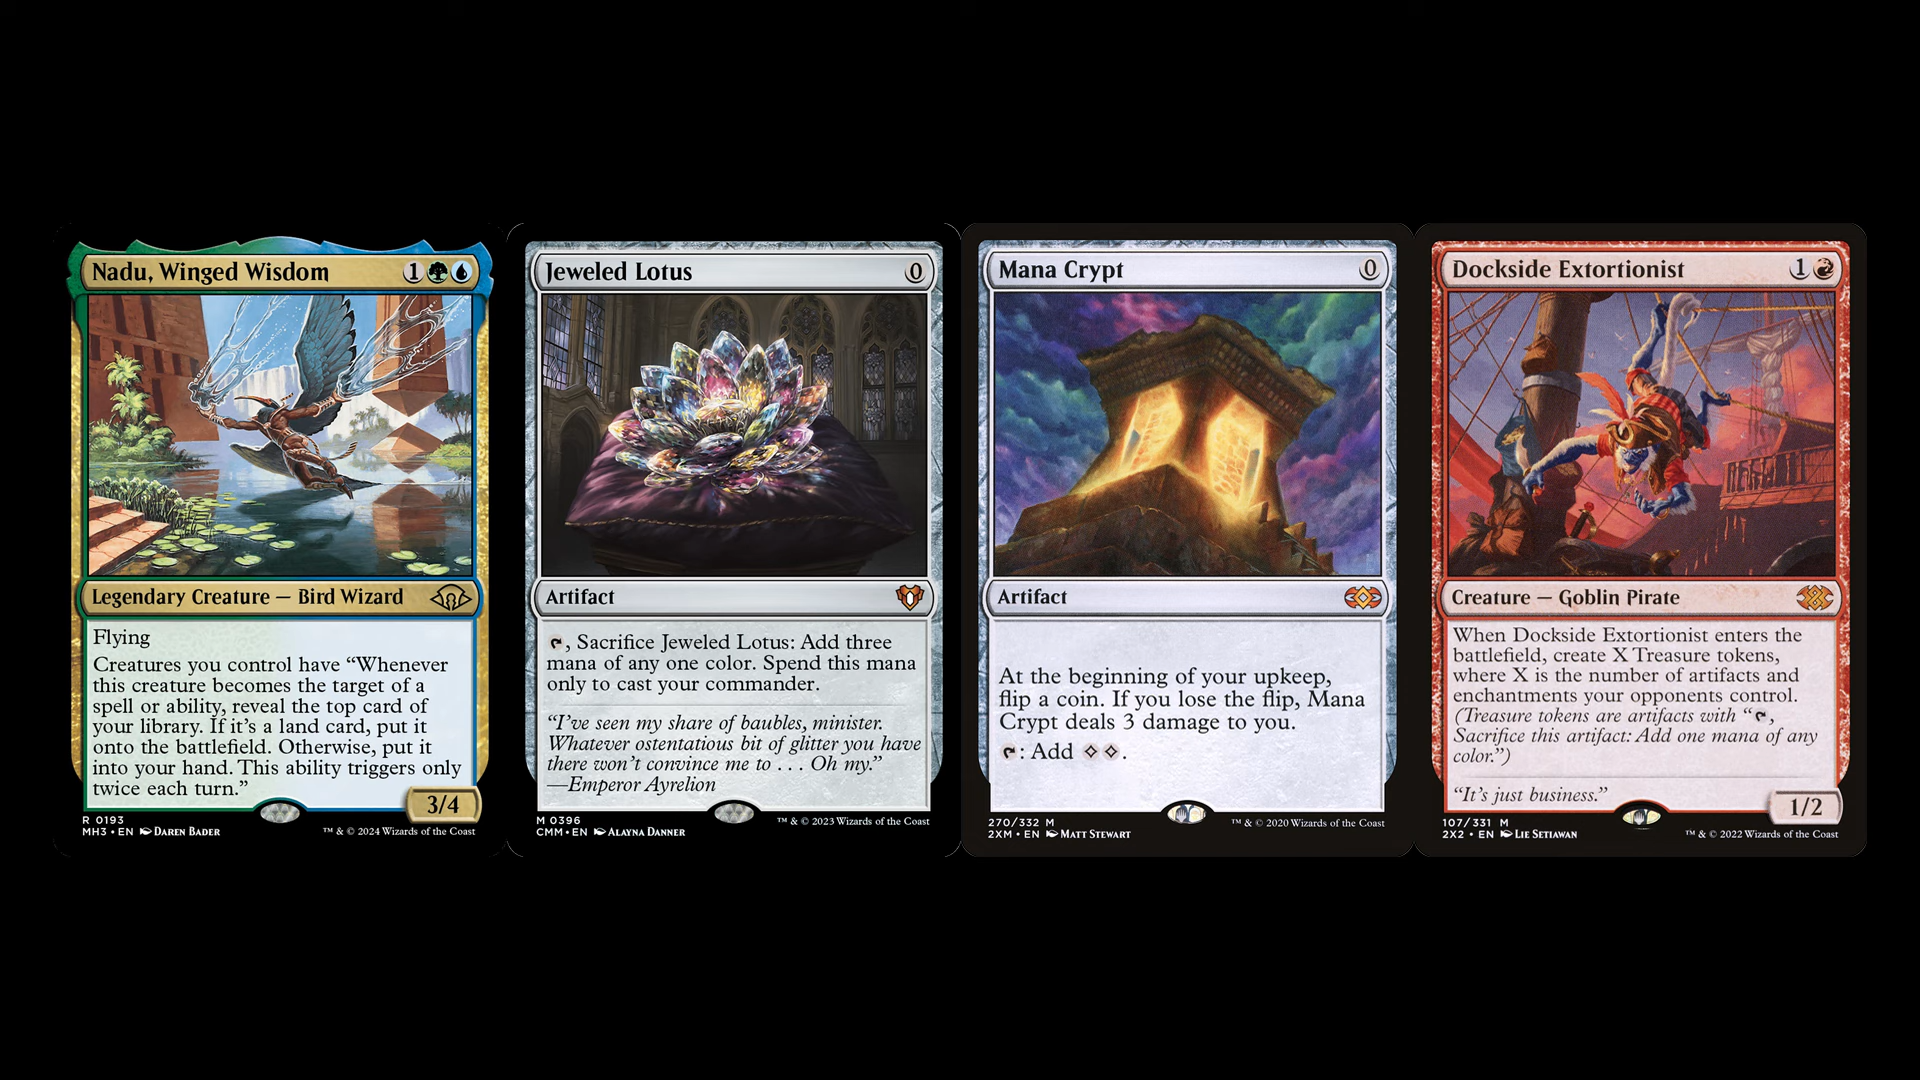 Nadu, Winged Wisdom
1
Legendary Creature — Bird Wizard
Flying
Creatures you control have “Whenever
this creature becomes the target of a
spell or ability, reveal the top card of
your library. If it’s a land card, put it
onto the battlefield. Otherwise, put it
into your hand. This ability triggers only
twice each turn.”
3/4
R 0193
MH3 • EN DAREN BADER
™ & © 2024 Wizards of the Coast
Jeweled Lotus
0
Artifact
, Sacrifice Jeweled Lotus: Add three
mana of any one color. Spend this mana
only to cast your commander.
“I’ve seen my share of baubles, minister.
Whatever ostentatious bit of glitter you have
there won’t convince me to . . . Oh my.”
—Emperor Ayrelion
M 0396
CMM • EN ALAYNA DANNER
™ & © 2023 Wizards of the Coast
Mana Crypt
0
Artifact
At the beginning of your upkeep,
flip a coin. If you lose the flip, Mana
Crypt deals 3 damage to you.
: Add .
270/332 M
2XM • EN MATT STEWART
™ & © 2020 Wizards of the Coast
Dockside Extortionist
1
Creature — Goblin Pirate
When Dockside Extortionist enters the
battlefield, create X Treasure tokens,
where X is the number of artifacts and
enchantments your opponents control.
(Treasure tokens are artifacts with “ ,
Sacrifice this artifact: Add one mana of any
color.”)
“It’s just business.”
1/2
107/331 M
2X2 • EN LIE SETIAWAN
™ & © 2022 Wizards of the Coast